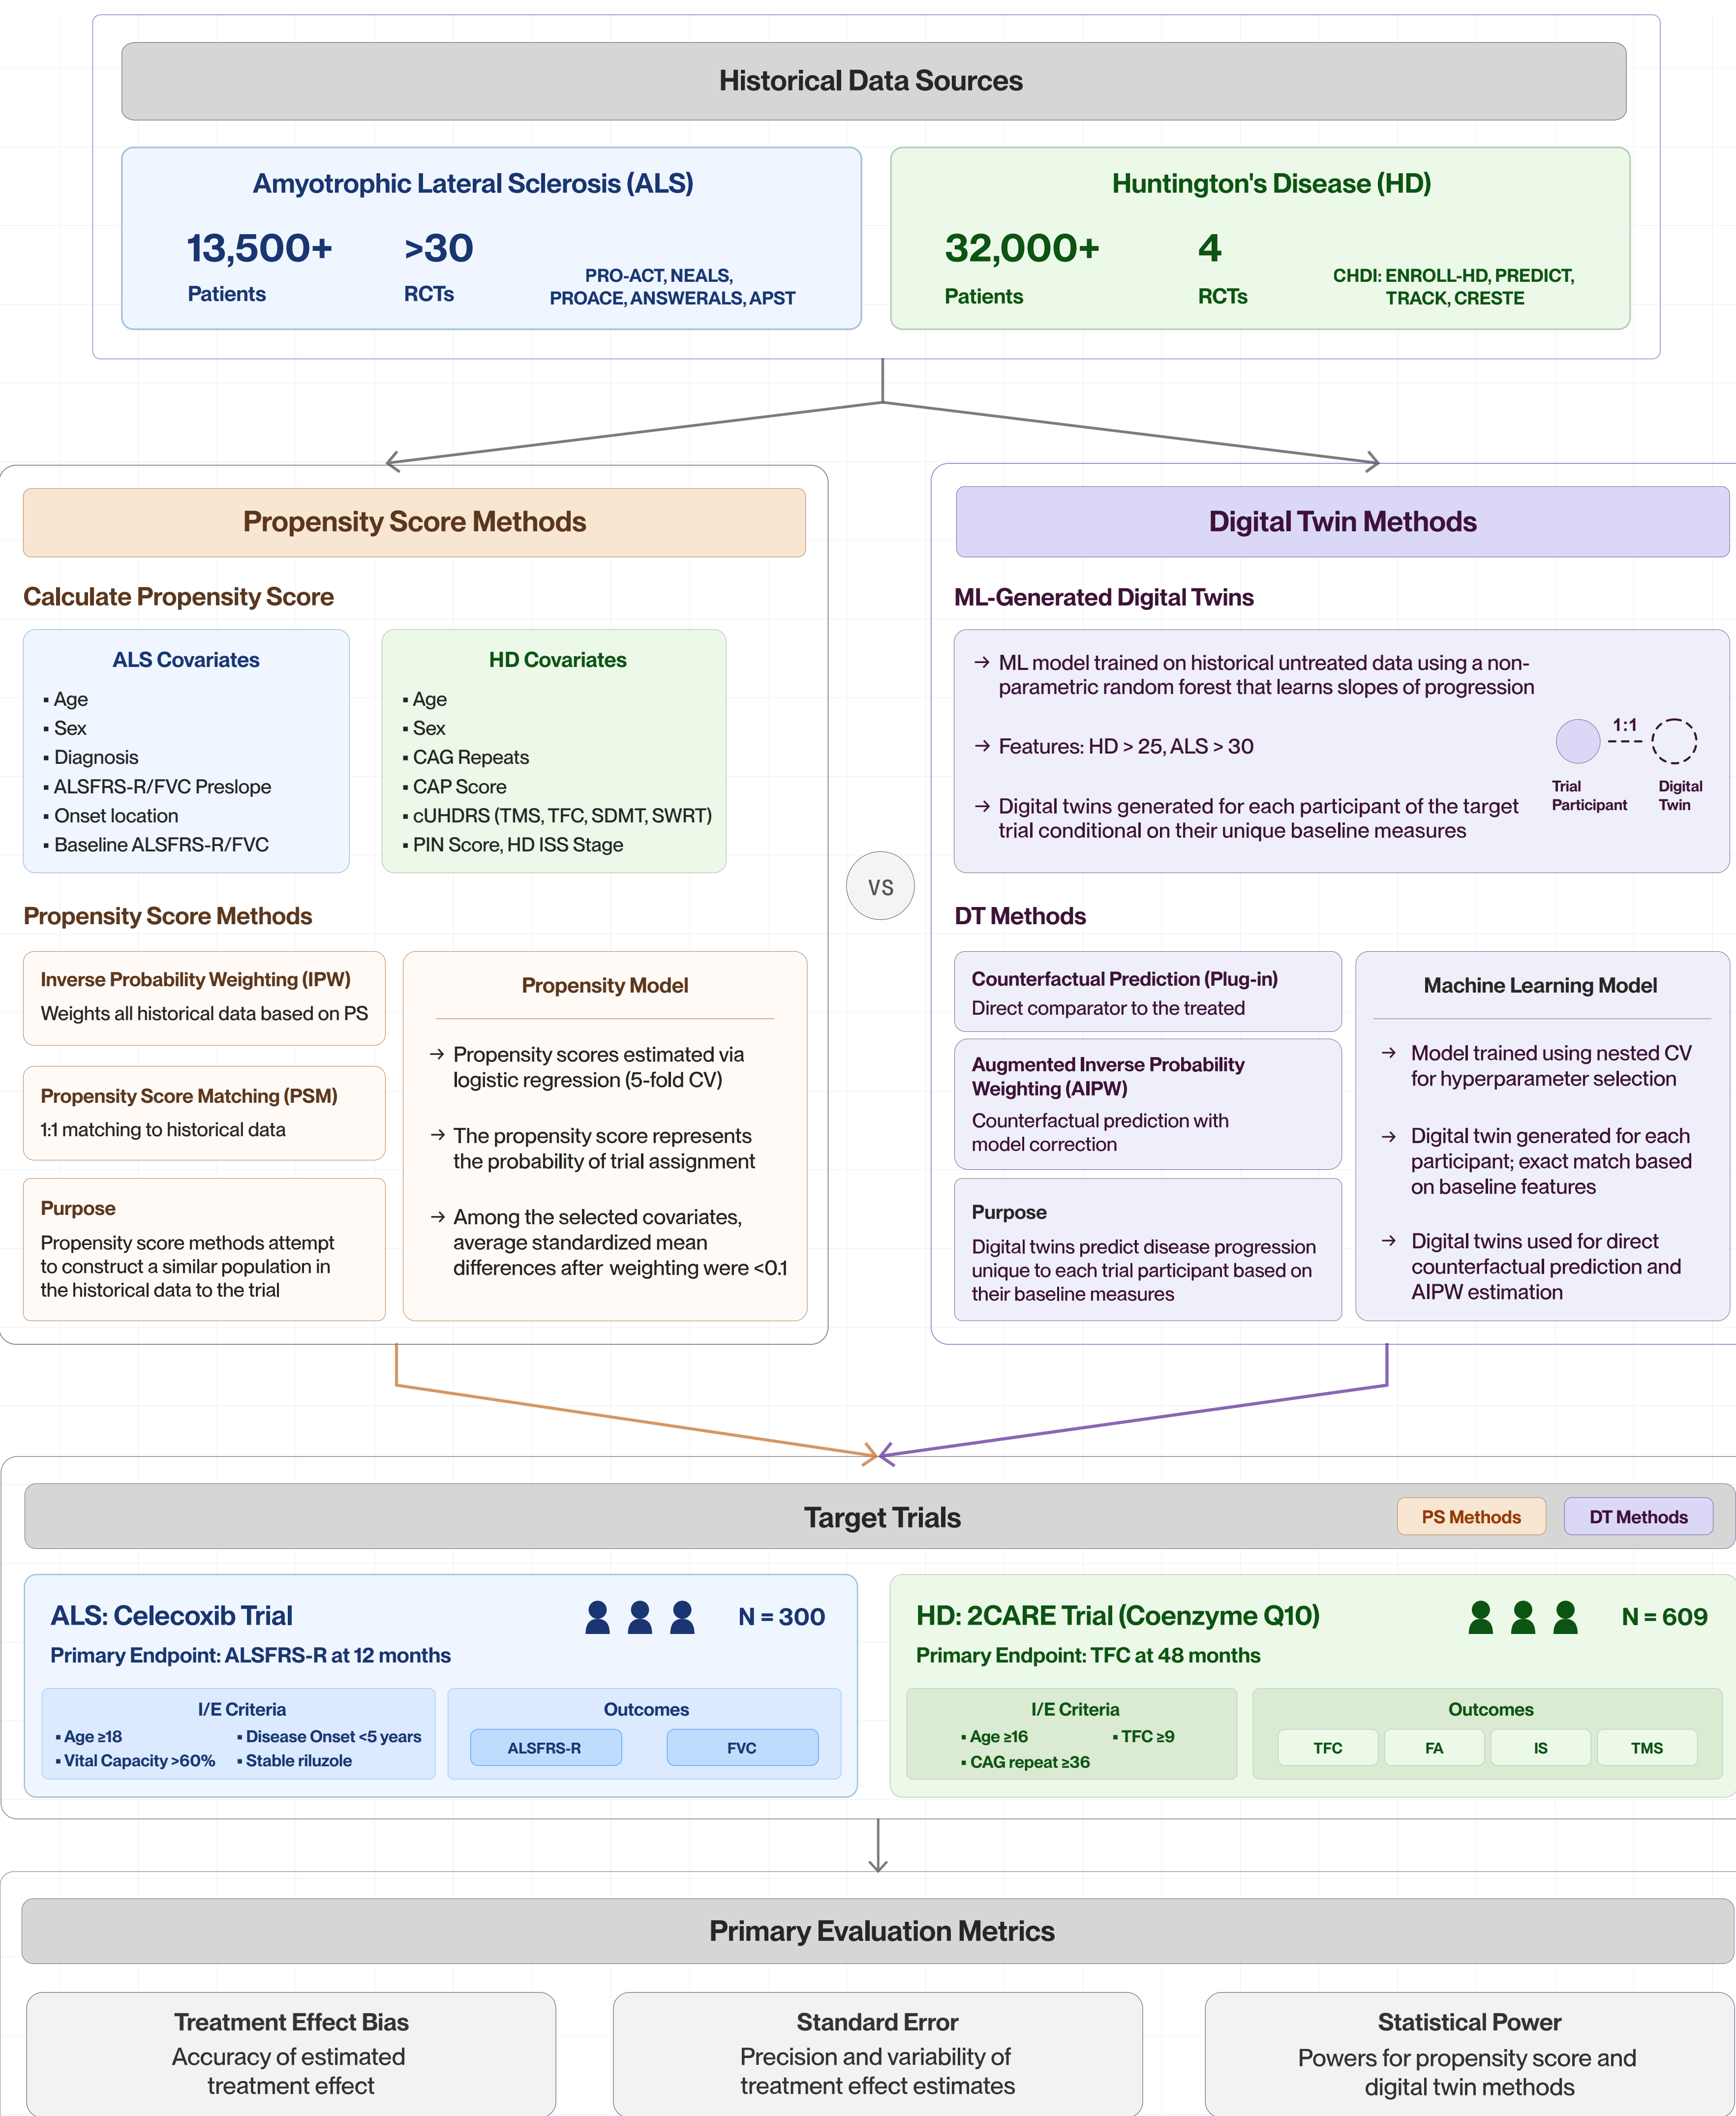 Historical Data Sources
Amyotrophic Lateral Sclerosis (ALS)
13,500+
Patients
>30
RCTs
PRO-ACT, NEALS,
PROACE, ANSWERALS, APST
Huntington's Disease (HD)
32,000+
Patients
4
RCTs
CHDI: ENROLL-HD, PREDICT,
TRACK, CRESTE
Propensity Score Methods
Calculate Propensity Score
ALS Covariates
▪ Age
▪ Sex
▪ Diagnosis
▪ ALSFRS-R/FVC Preslope
▪ Onset location
▪ Baseline ALSFRS-R/FVC
HD Covariates
▪ Age
▪ Sex
▪ CAG Repeats
▪ CAP Score
▪ cUHDRS (TMS, TFC, SDMT, SWRT)
▪ PIN Score, HD ISS Stage
Propensity Score Methods
Inverse Probability Weighting (IPW)
Weights all historical data based on PS
Propensity Score Matching (PSM)
1:1 matching to historical data
Purpose
Propensity score methods attempt
to construct a similar population in
the historical data to the trial
Propensity Model
→ Propensity scores estimated via
logistic regression (5-fold CV)
→ The propensity score represents
the probability of trial assignment
→ Among the selected covariates,
average standardized mean
differences after weighting were <0.1
VS
Digital Twin Methods
ML-Generated Digital Twins
→ ML model trained on historical untreated data using a non-
parametric random forest that learns slopes of progression
→ Features: HD > 25, ALS > 30
→ Digital twins generated for each participant of the target
trial conditional on their unique baseline measures
1:1
Trial
Participant
Digital
Twin
DT Methods
Counterfactual Prediction (Plug-in)
Direct comparator to the treated
Augmented Inverse Probability
Weighting (AIPW)
Counterfactual prediction with
model correction
Purpose
Digital twins predict disease progression
unique to each trial participant based on
their baseline measures
Machine Learning Model
→ Model trained using nested CV
for hyperparameter selection
→ Digital twin generated for each
participant; exact match based
on baseline features
→ Digital twins used for direct
counterfactual prediction and
AIPW estimation
Target Trials
PS Methods
DT Methods
ALS: Celecoxib Trial
N = 300
Primary Endpoint: ALSFRS-R at 12 months
I/E Criteria
▪ Age ≥18
▪ Disease Onset <5 years
▪ Vital Capacity >60%
▪ Stable riluzole
Outcomes
ALSFRS-R
FVC
HD: 2CARE Trial (Coenzyme Q10)
N = 609
Primary Endpoint: TFC at 48 months
I/E Criteria
▪ Age ≥16
▪ TFC ≥9
▪ CAG repeat ≥36
Outcomes
TFC
FA
IS
TMS
Primary Evaluation Metrics
Treatment Effect Bias
Accuracy of estimated
treatment effect
Standard Error
Precision and variability of
treatment effect estimates
Statistical Power
Powers for propensity score and
digital twin methods